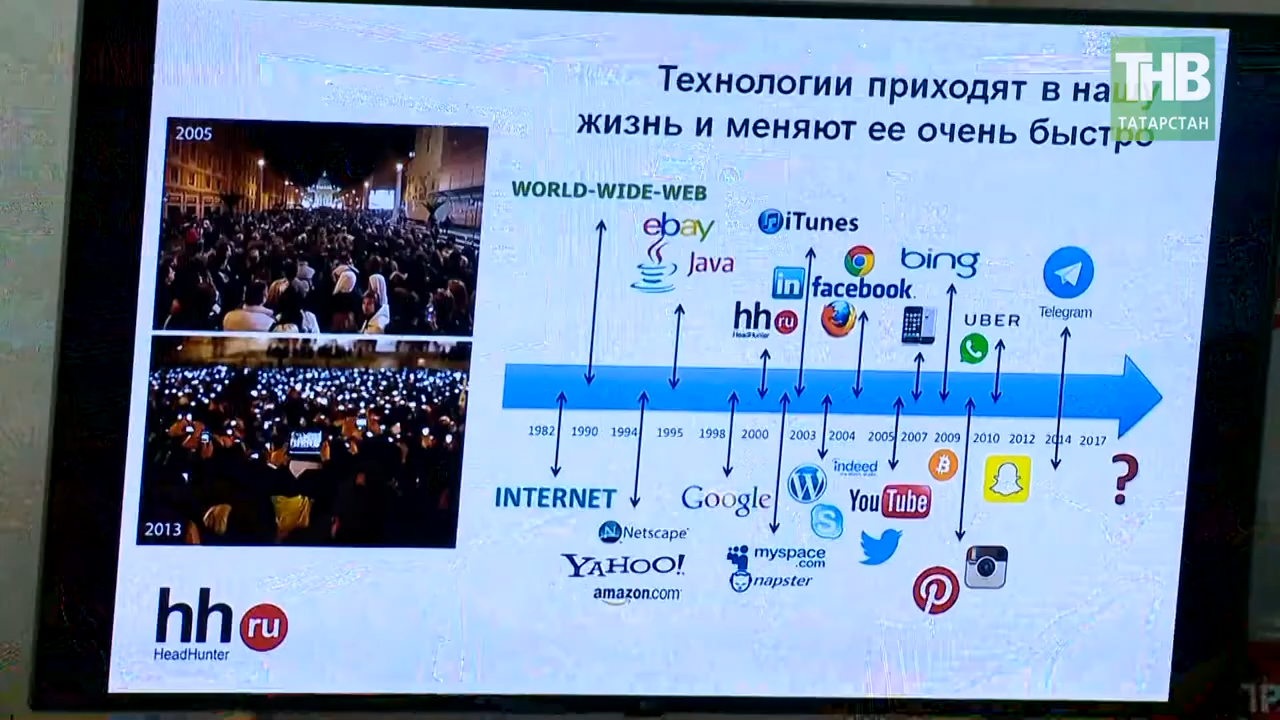 ТНВ
ТАТАРСТАН
Технологии приходят в нашу
жизнь и меняют ее очень быстро
2005
WORLD-WIDE-WEB
ebay
Java
iTunes
in
facebook
hh ru
HeadHunter
bing
UBER
Telegram
1982 1990 1994 1995 1998 2000 2003 2004 2005 2007 2009 2010 2012 2014 2017
INTERNET
Netscape
YAHOO!
amazon.com
Google
myspace
.com
napster
indeed
You Tube
?
2013
hh ru
HeadHunter